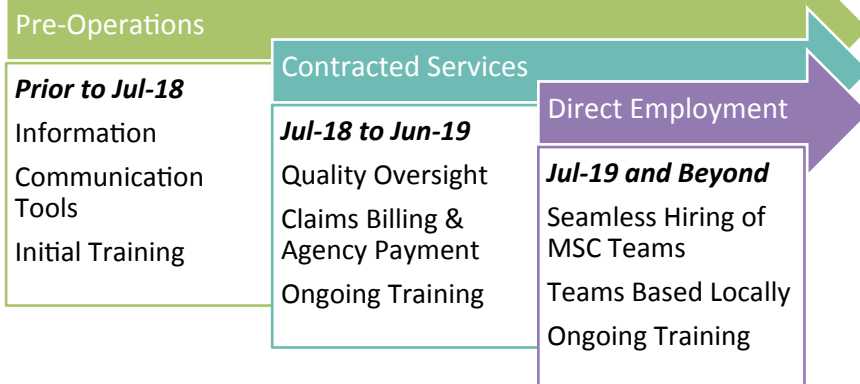 Pre-Operations
Prior to Jul-18
Information
Communication
Tools
Initial Training
Contracted Services
Jul-18 to Jun-19
Quality Oversight
Claims Billing &
Agency Payment
Ongoing Training
Direct Employment
Jul-19 and Beyond
Seamless Hiring of
MSC Teams
Teams Based Locally
Ongoing Training